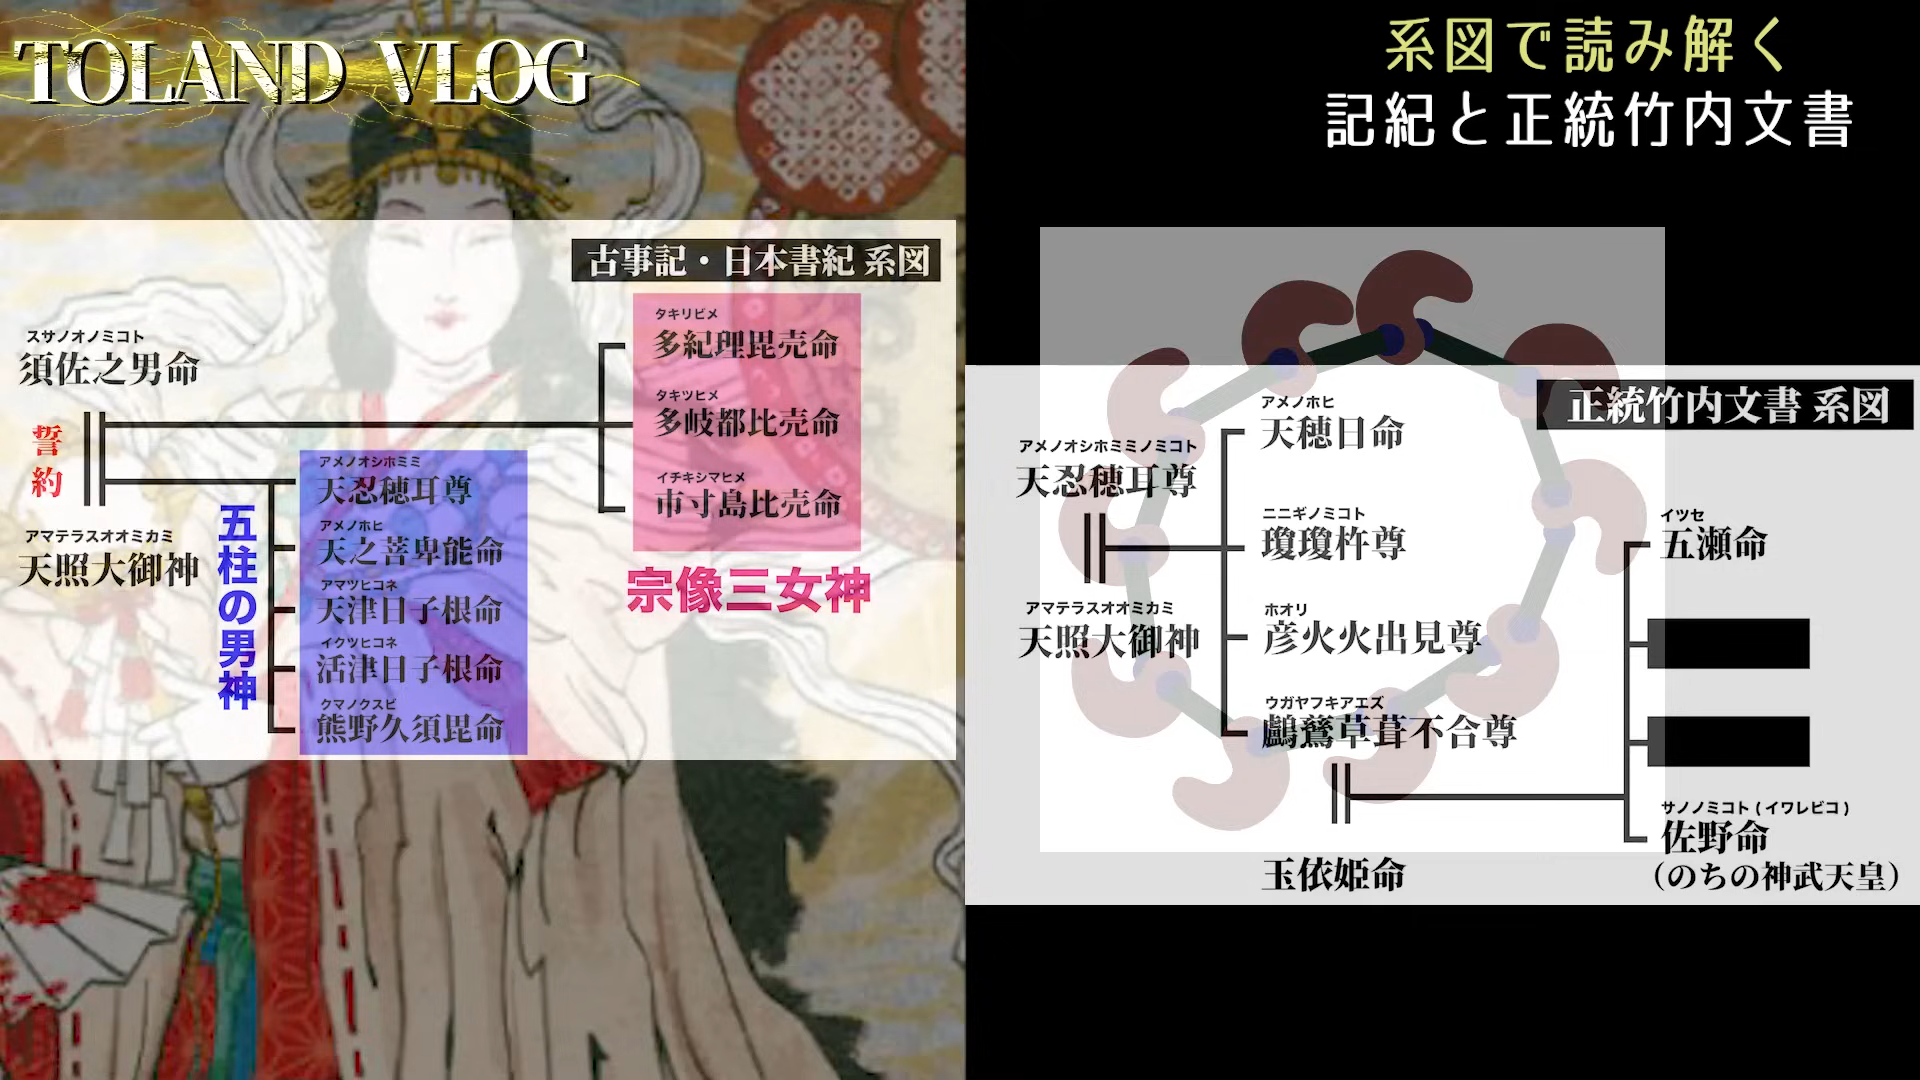 TOLAND VLOG
系図で読み解く
記紀と正統竹内文書
古事記・日本書紀 系図
スサノオノミコト
須佐之男命
誓約
アマテラスオオミカミ
天照大御神
五柱の男神
アメノオシホミミ
天忍穂耳尊
アメノホヒ
天之菩卑能命
アマツヒコネ
天津日子根命
イクツヒコネ
活津日子根命
クマノクスビ
熊野久須毘命
タキリビメ
多紀理毘売命
タキツヒメ
多岐都比売命
イチキシマヒメ
市寸島比売命
宗像三女神
正統竹内文書 系図
アメノオシホミミノミコト
天忍穂耳尊
アマテラスオオミカミ
天照大御神
アメノホヒ
天穂日命
ニニギノミコト
瓊瓊杵尊
ホオリ
彦火火出見尊
ウガヤフキアエズ
鸕鶿草葺不合尊
玉依姫命
イツセ
五瀬命
サノノミコト(イワレビコ)
佐野命
(のちの神武天皇)